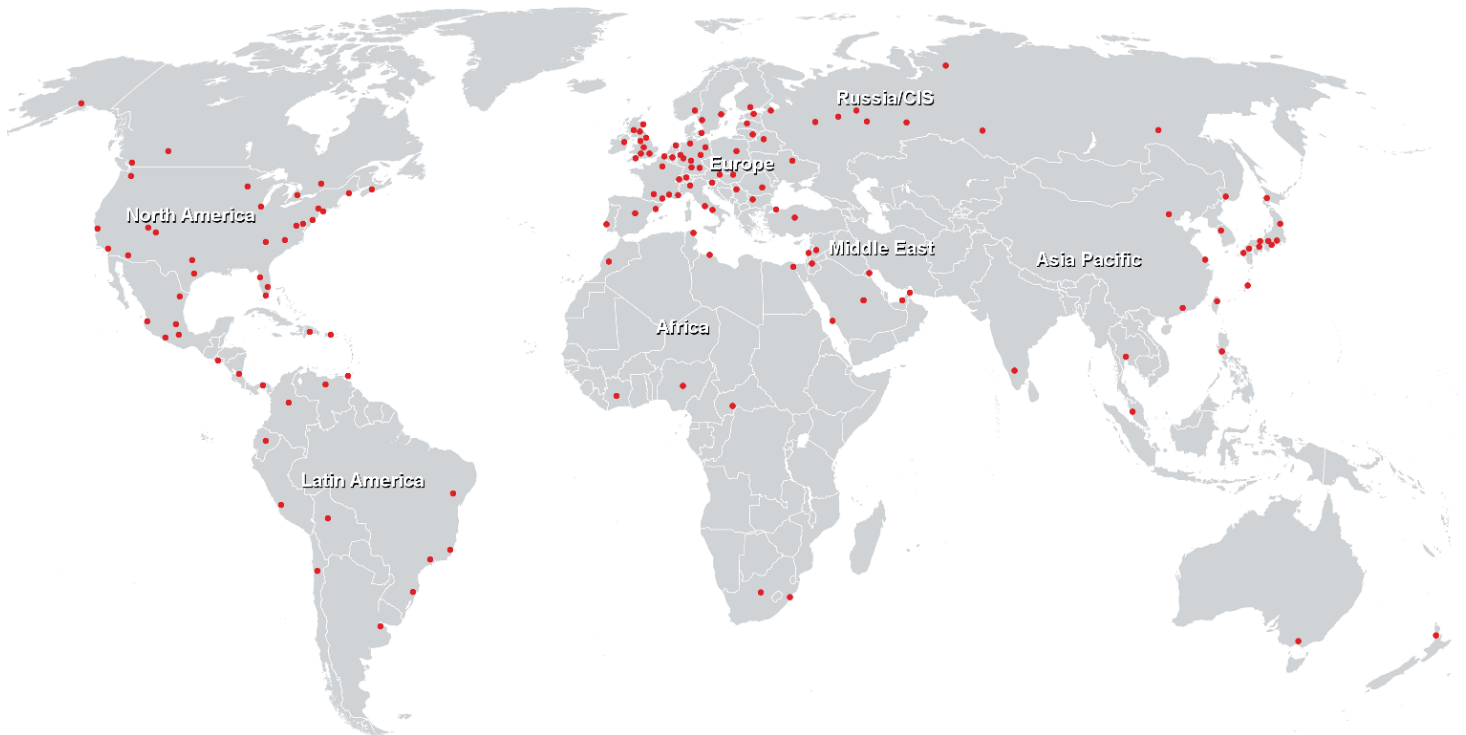 Russia/CIS
Europe
North America
Middle East
Asia Pacific
Africa
Latin America